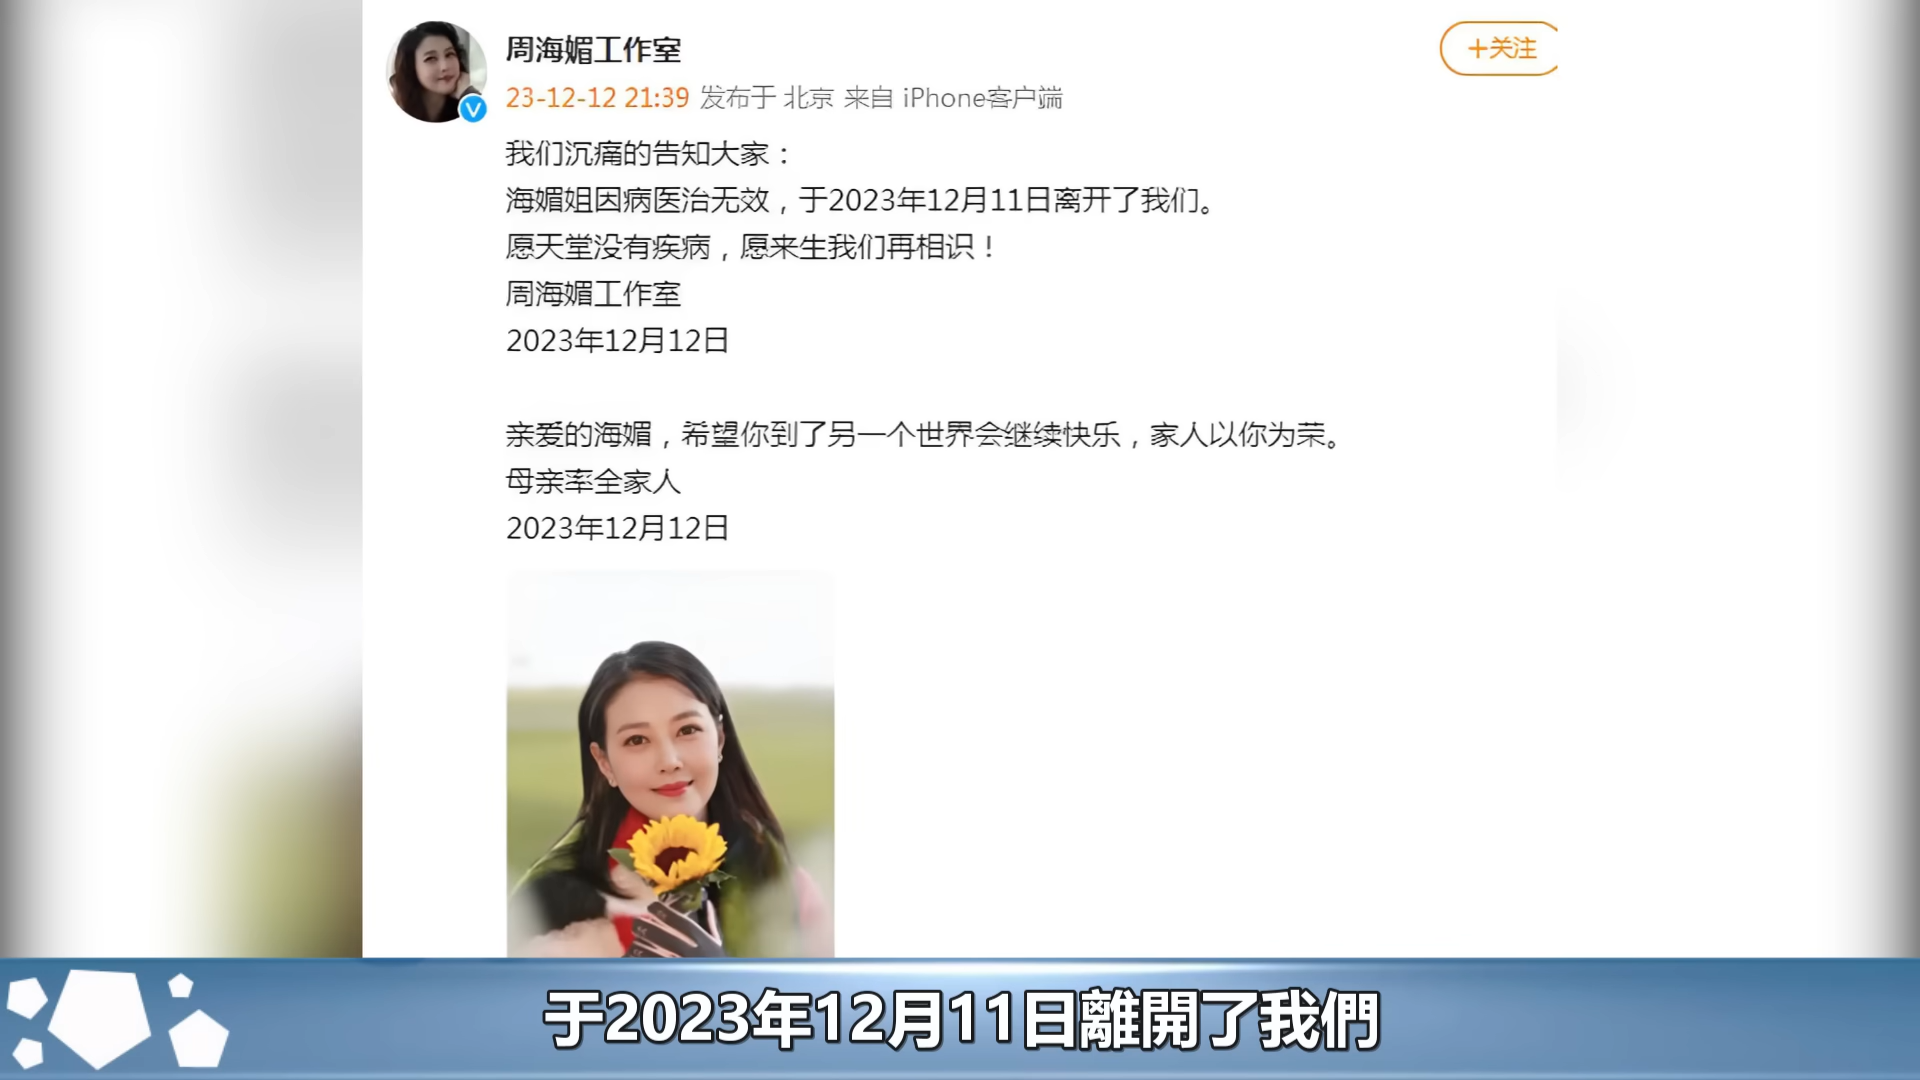 周海媚工作室
+关注
23-12-12 21:39 发布于 北京 来自 iPhone客户端
我们沉痛的告知大家：
海媚姐因病医治无效，于2023年12月11日离开了我们。
愿天堂没有疾病，愿来生我们再相识！
周海媚工作室
2023年12月12日
亲爱的海媚，希望你到了另一个世界会继续快乐，家人以你为荣。
母亲率全家人
2023年12月12日
于2023年12月11日離開了我們